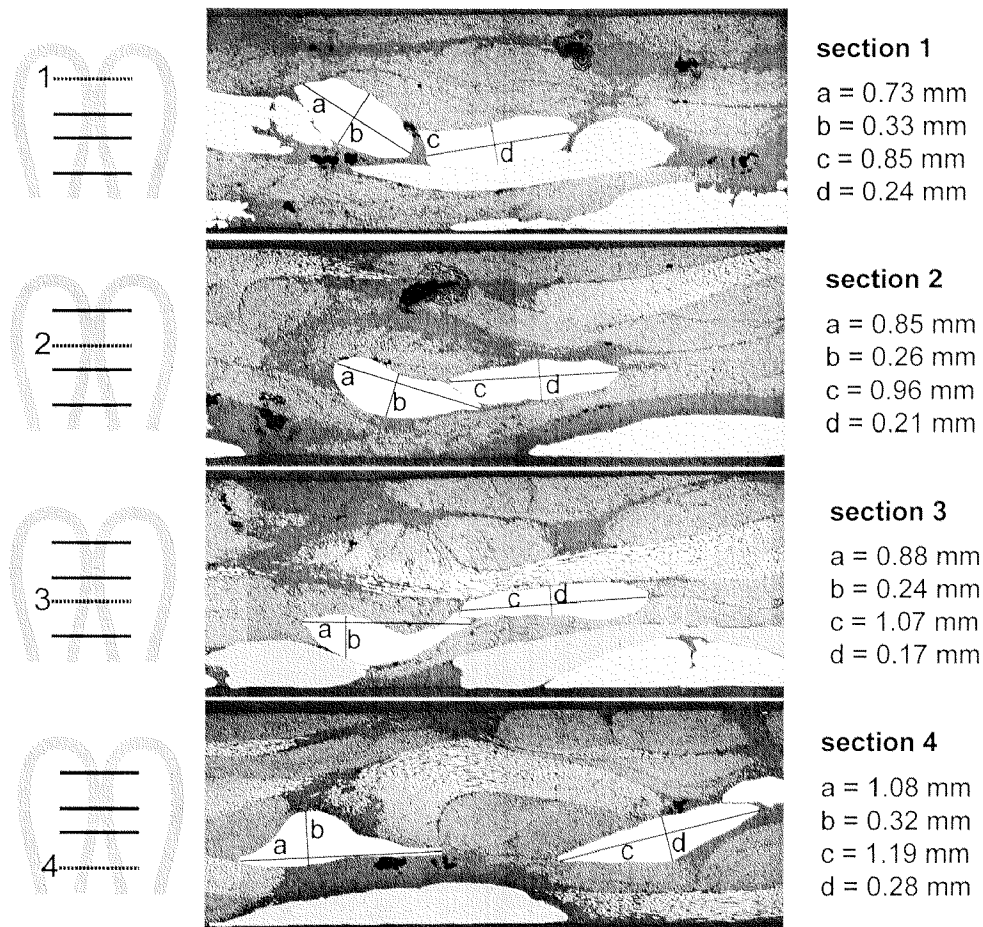 1
a
b
c
d
section 1
a = 0.73 mm
b = 0.33 mm
c = 0.85 mm
d = 0.24 mm
2
a
b
c
d
section 2
a = 0.85 mm
b = 0.26 mm
c = 0.96 mm
d = 0.21 mm
3
a
b
c
d
section 3
a = 0.88 mm
b = 0.24 mm
c = 1.07 mm
d = 0.17 mm
4
a
b
c
d
section 4
a = 1.08 mm
b = 0.32 mm
c = 1.19 mm
d = 0.28 mm